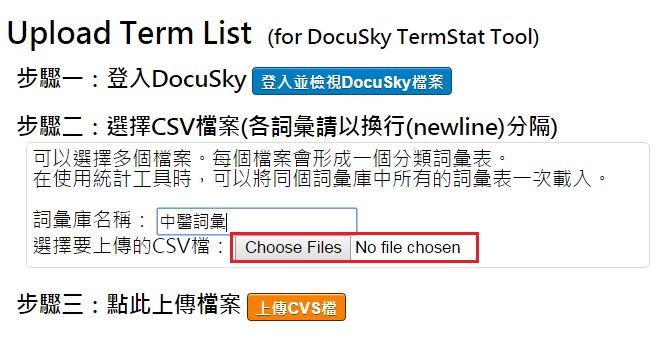 Upload Term List (for DocuSky TermStat Tool)
步驟一：登入DocuSky 登入並檢視DocuSky檔案
步驟二：選擇CSV檔案(各詞彙請以換行(newline)分隔)
可以選擇多個檔案。每個檔案會形成一個分類詞彙表。
在使用統計工具時，可以將同個詞彙庫中所有的詞彙表一次載入。
詞彙庫名稱： 中醫詞彙
選擇要上傳的CSV檔： Choose Files No file chosen
步驟三：點此上傳檔案 上傳CVS檔